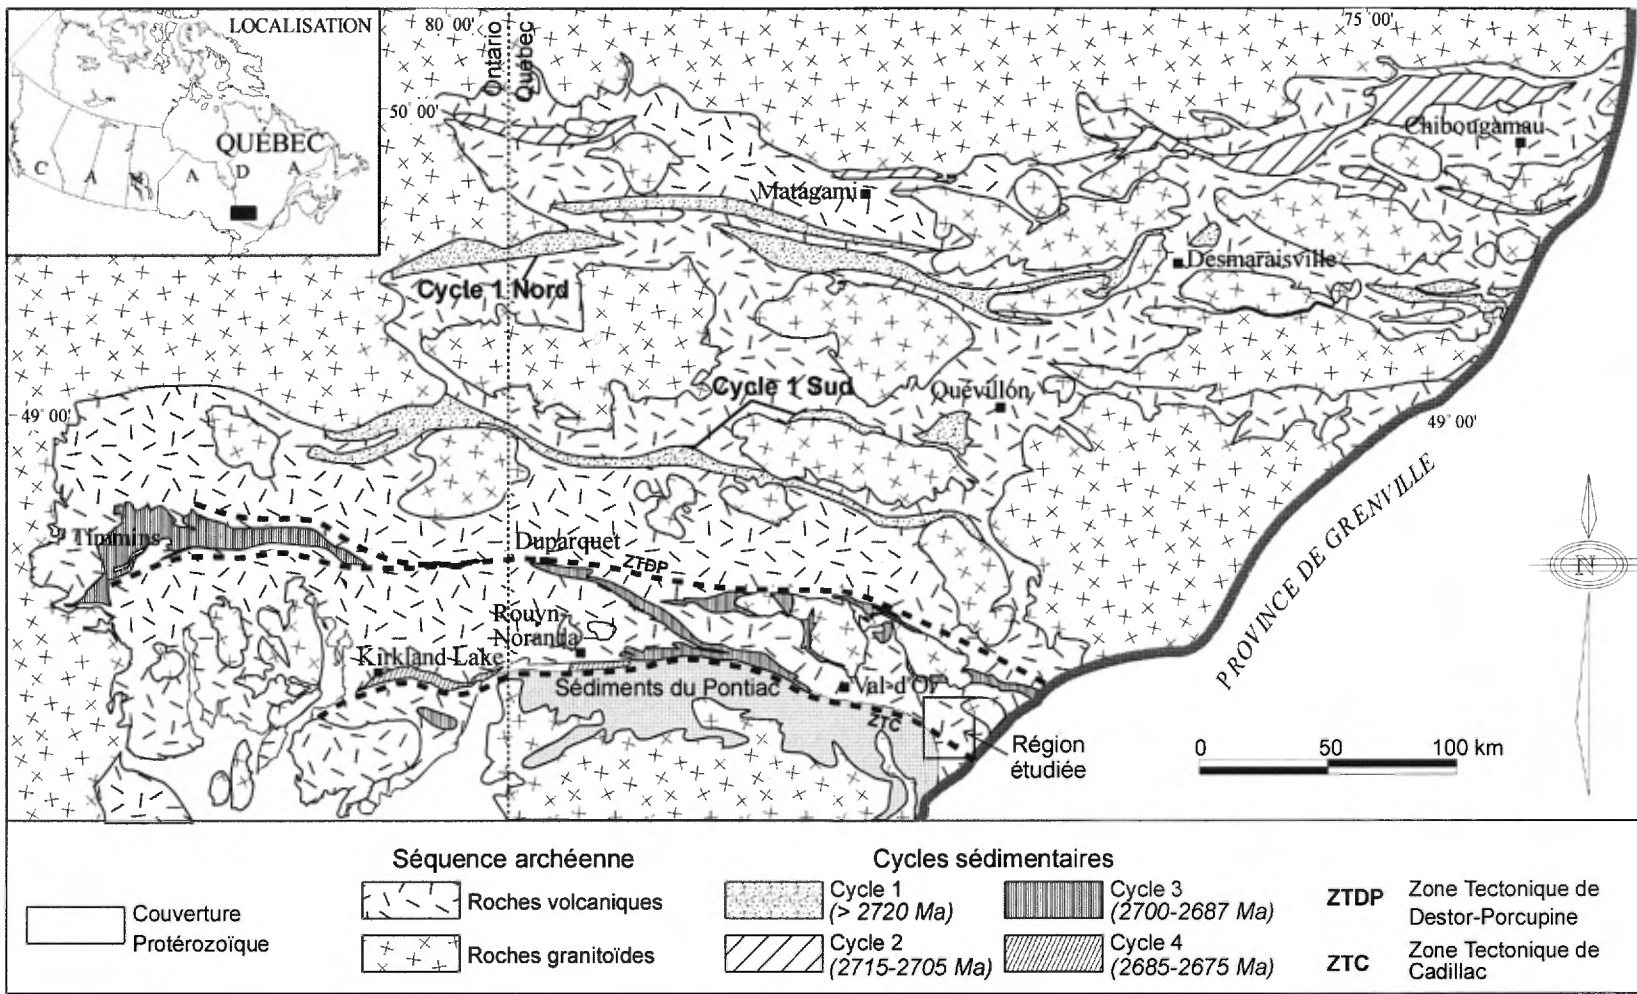 LOCALISATION
QUÉBEC
C A N A D A
80° 00'
75° 00'
Ontario
Québec
50° 00'
Chibougamau
Matagami
Desmaraisville
Cycle 1 Nord
Cycle 1 Sud
Quévillon
49° 00'
49° 00'
Timmins
Duparquet
ZTDP
Rouyn-
Noranda
Kirkland Lake
Sédiments du Pontiac
Val-d'Or
ZTC
Région
étudiée
PROVINCE DE GRENVILLE
N
0 50 100 km
Séquence archéenne
Cycles sédimentaires
Couverture
Protérozoïque
Roches volcaniques
Roches granitoïdes
Cycle 1
(> 2720 Ma)
Cycle 2
(2715-2705 Ma)
Cycle 3
(2700-2687 Ma)
Cycle 4
(2685-2675 Ma)
ZTDP Zone Tectonique de
Destor-Porcupine
ZTC Zone Tectonique de
Cadillac